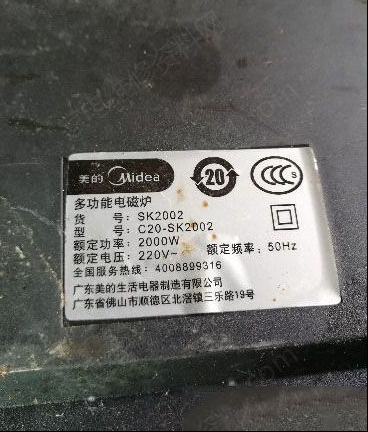 美的 Midea 20 CCC S
多功能电磁炉
货 号: SK2002
型 号: C20-SK2002
额定功率: 2000W
额定电压: 220V~ 额定频率: 50Hz
全国服务热线: 4008899316
广东美的生活电器制造有限公司
广东省佛山市顺德区北滘镇三乐路19号